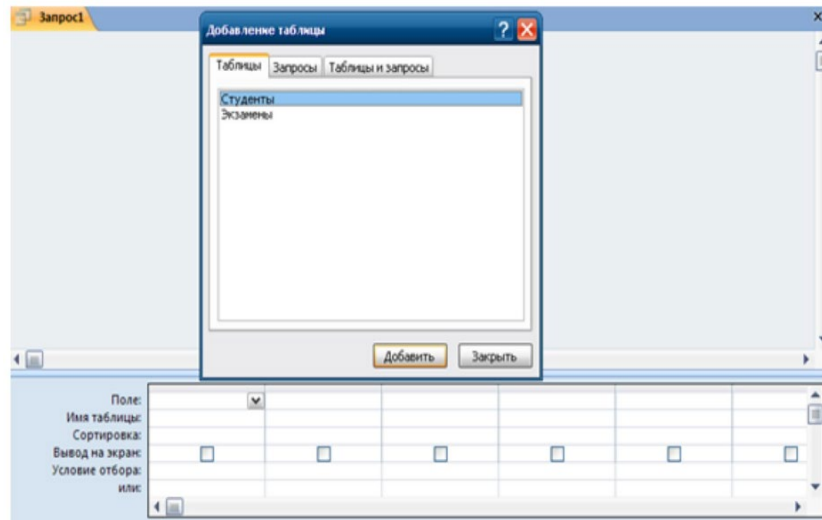 Запрос1
Добавление таблицы
Таблицы Запросы Таблицы и запросы
Студенты
Экзамены
Добавить Закрыть
Поле:
Имя таблицы:
Сортировка:
Вывод на экран:
Условие отбора:
или: